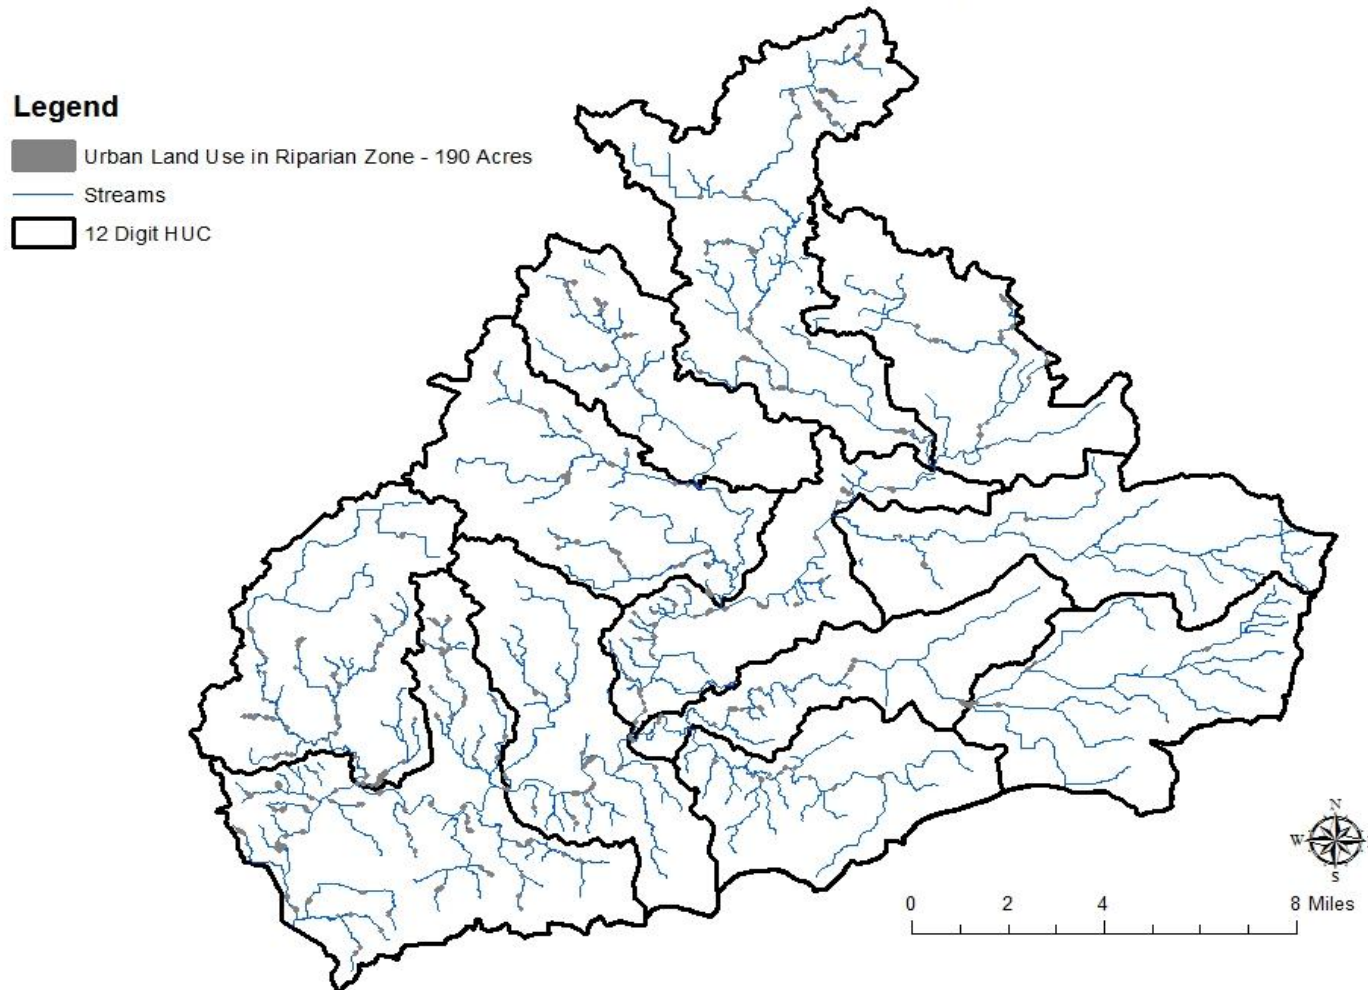 Legend
Urban Land Use in Riparian Zone - 190 Acres
Streams
12 Digit HUC
N
W
S
0 2 4 8 Miles